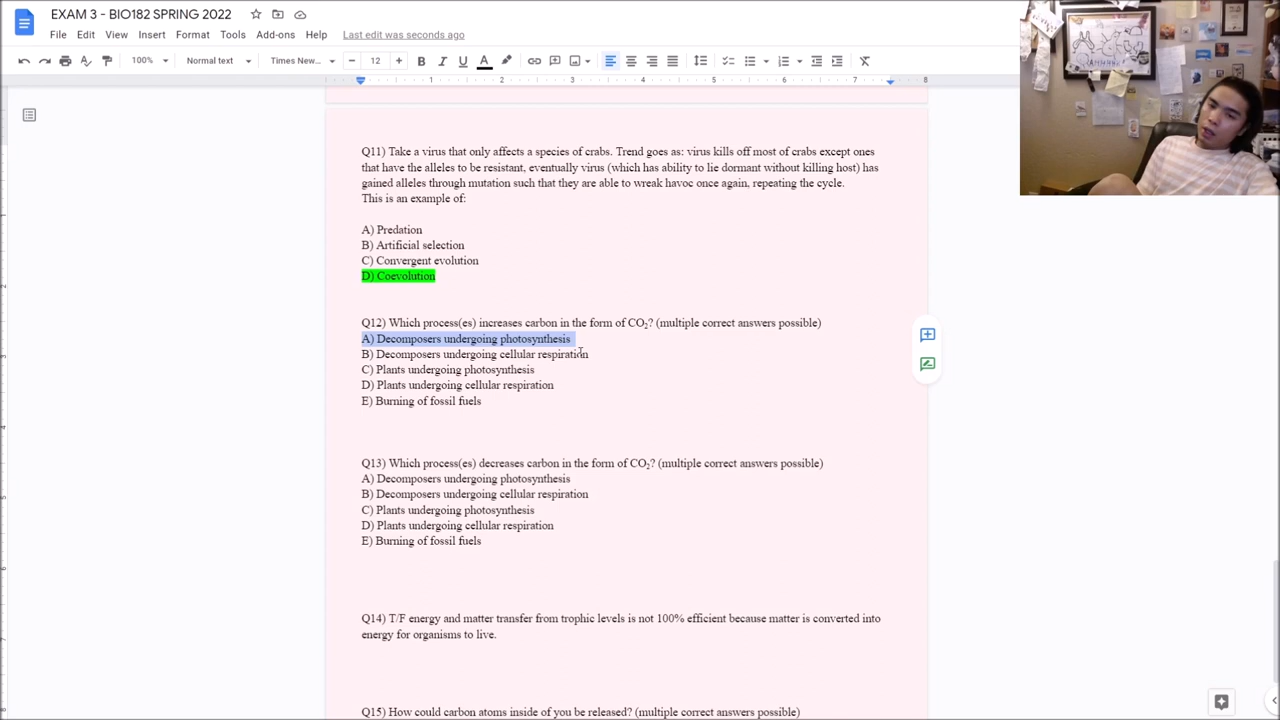 EXAM 3 - BIO182 SPRING 2022
File Edit View Insert Format Tools Add-ons Help Last edit was seconds ago
100% Normal text Times New... 12
1 2 3 4 5 6 7 8
Q11) Take a virus that only affects a species of crabs. Trend goes as: virus kills off most of crabs except ones
that have the alleles to be resistant, eventually virus (which has ability to lie dormant without killing host) has
gained alleles through mutation such that they are able to wreak havoc once again, repeating the cycle.
This is an example of:
A) Predation
B) Artificial selection
C) Convergent evolution
D) Coevolution
Q12) Which process(es) increases carbon in the form of CO₂? (multiple correct answers possible)
A) Decomposers undergoing photosynthesis
B) Decomposers undergoing cellular respiration
C) Plants undergoing photosynthesis
D) Plants undergoing cellular respiration
E) Burning of fossil fuels
Q13) Which process(es) decreases carbon in the form of CO₂? (multiple correct answers possible)
A) Decomposers undergoing photosynthesis
B) Decomposers undergoing cellular respiration
C) Plants undergoing photosynthesis
D) Plants undergoing cellular respiration
E) Burning of fossil fuels
Q14) T/F energy and matter transfer from trophic levels is not 100% efficient because matter is converted into
energy for organisms to live.
Q15) How could carbon atoms inside of you be released? (multiple correct answers possible)